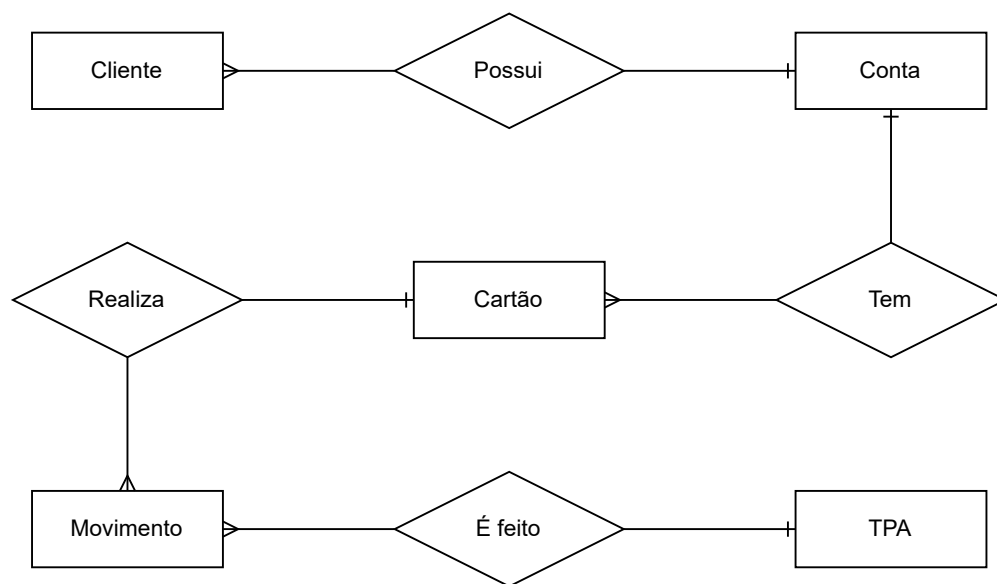 Cliente
Possui
Conta
Realiza
Cartão
Tem
Movimento
É feito
TPA